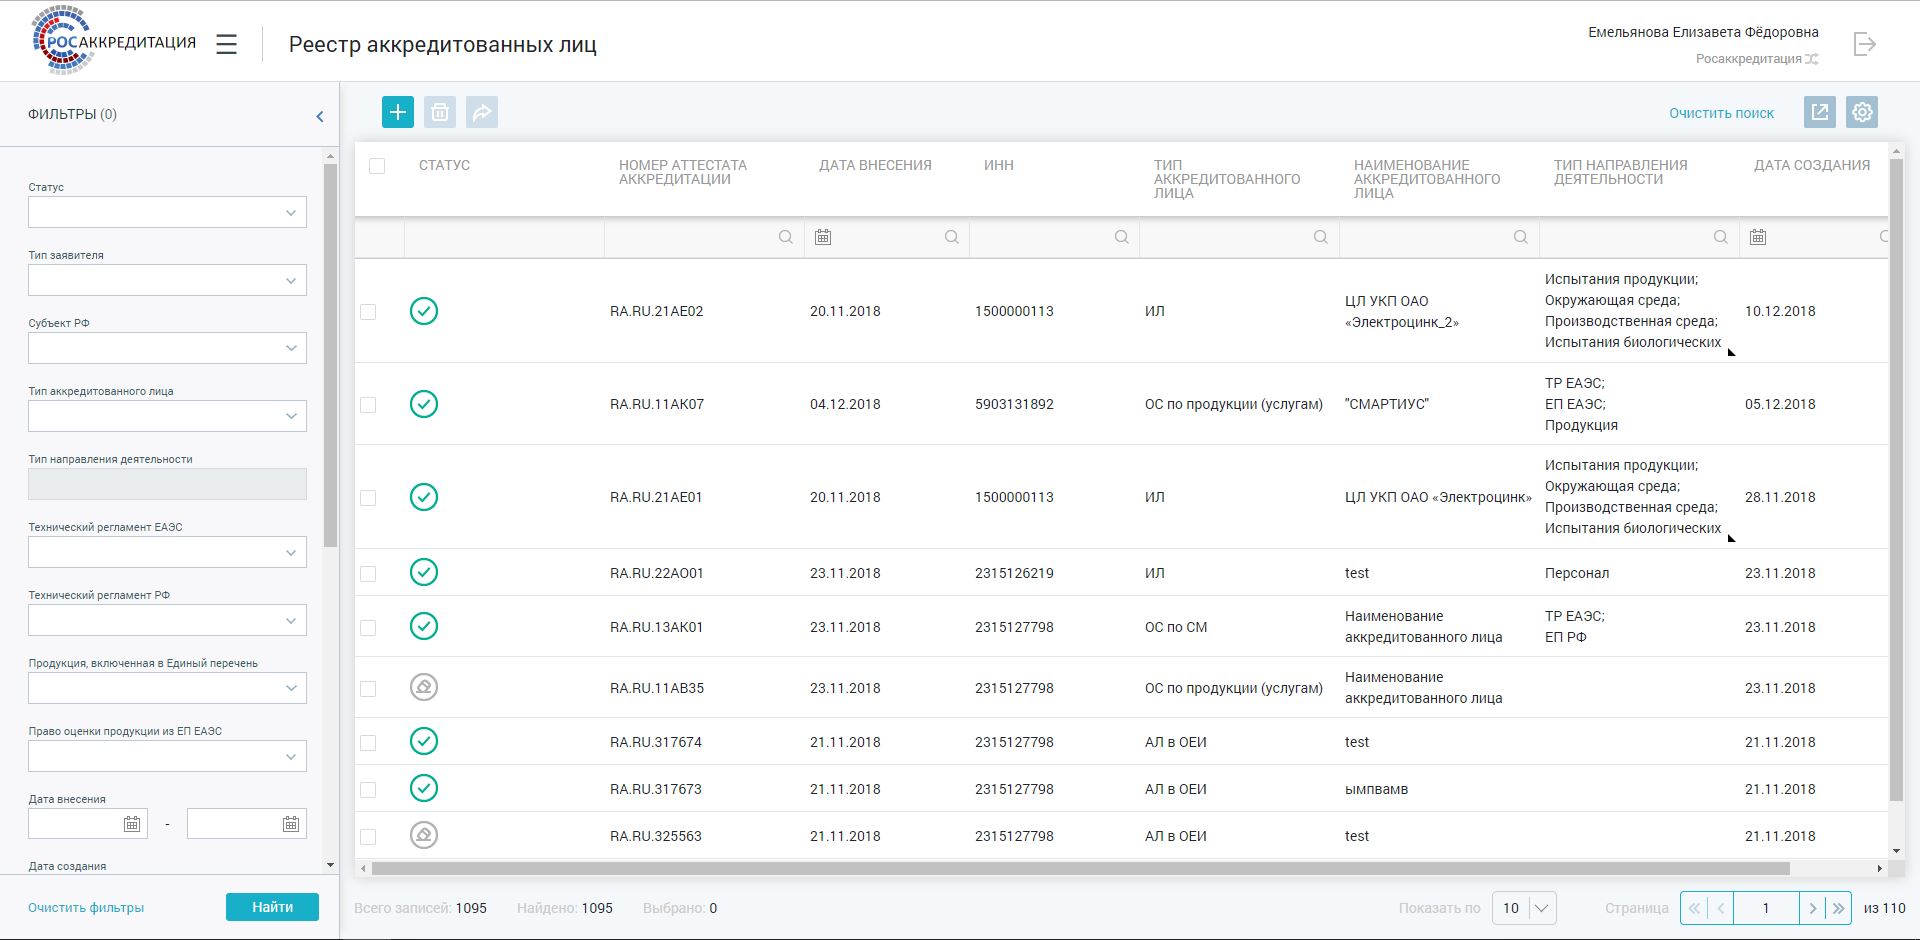 РОСАККРЕДИТАЦИЯ
Реестр аккредитованных лиц
Емельянова Елизавета Фёдоровна
Росаккредитация
ФИЛЬТРЫ (0)
Статус
Тип заявителя
Субъект РФ
Тип аккредитованного лица
Тип направления деятельности
Технический регламент ЕАЭС
Технический регламент РФ
Продукция, включенная в Единый перечень
Право оценки продукции из ЕП ЕАЭС
Дата внесения
-
Дата создания
Очистить фильтры
Найти
Очистить поиск
СТАТУС
НОМЕР АТТЕСТАТА
АККРЕДИТАЦИИ
ДАТА ВНЕСЕНИЯ
ИНН
ТИП
АККРЕДИТОВАННОГО
ЛИЦА
НАИМЕНОВАНИЕ
АККРЕДИТОВАННОГО
ЛИЦА
ТИП НАПРАВЛЕНИЯ
ДЕЯТЕЛЬНОСТИ
ДАТА СОЗДАНИЯ
RA.RU.21АЕ02
20.11.2018
1500000113
ИЛ
ЦЛ УКП ОАО
«Электроцинк_2»
Испытания продукции;
Окружающая среда;
Производственная среда;
Испытания биологических
10.12.2018
RA.RU.11АК07
04.12.2018
5903131892
ОС по продукции (услугам)
"СМАРТИУС"
ТР ЕАЭС;
ЕП ЕАЭС;
Продукция
05.12.2018
RA.RU.21АЕ01
20.11.2018
1500000113
ИЛ
ЦЛ УКП ОАО «Электроцинк»
Испытания продукции;
Окружающая среда;
Производственная среда;
Испытания биологических
28.11.2018
RA.RU.22АО01
23.11.2018
2315126219
ИЛ
test
Персонал
23.11.2018
RA.RU.13АК01
23.11.2018
2315127798
ОС по СМ
Наименование
аккредитованного лица
ТР ЕАЭС;
ЕП РФ
23.11.2018
RA.RU.11АВ35
23.11.2018
2315127798
ОС по продукции (услугам)
Наименование
аккредитованного лица
23.11.2018
RA.RU.317674
21.11.2018
2315127798
АЛ в ОЕИ
test
21.11.2018
RA.RU.317673
21.11.2018
2315127798
АЛ в ОЕИ
ымпвамв
21.11.2018
RA.RU.325563
21.11.2018
2315127798
АЛ в ОЕИ
test
21.11.2018
Всего записей: 1095
Найдено: 1095
Выбрано: 0
Показать по
10
Страница
1
из 110